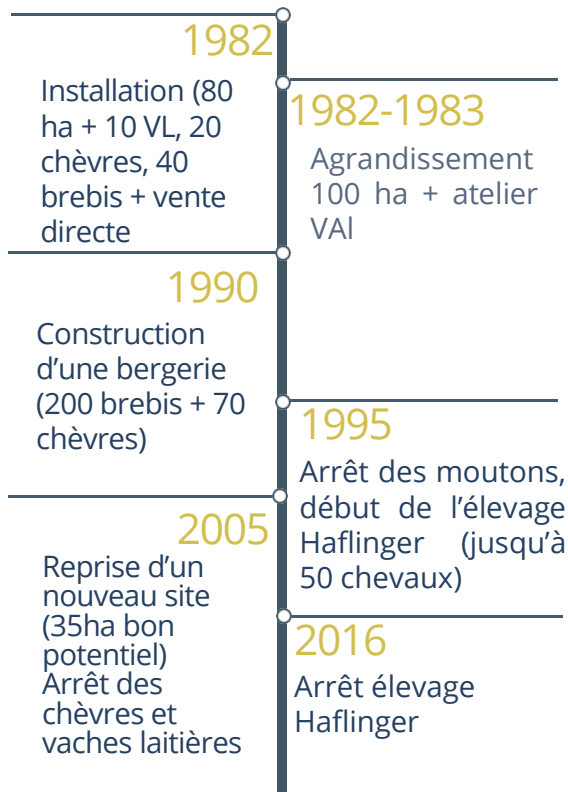 1982
Installation (80
ha + 10 VL, 20
chèvres, 40
brebis + vente
directe
1982-1983
Agrandissement
100 ha + atelier
VAl
1990
Construction
d’une bergerie
(200 brebis + 70
chèvres)
1995
Arrêt des moutons,
début de l’élevage
Haflinger (jusqu’à
50 chevaux)
2005
Reprise d’un
nouveau site
(35ha bon
potentiel)
Arrêt des
chèvres et
vaches laitières
2016
Arrêt élevage
Haflinger